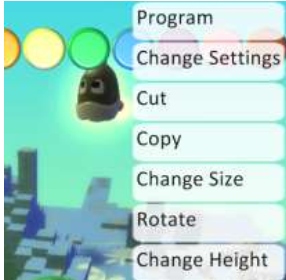 Program
Change Settings
Cut
Copy
Change Size
Rotate
Change Height